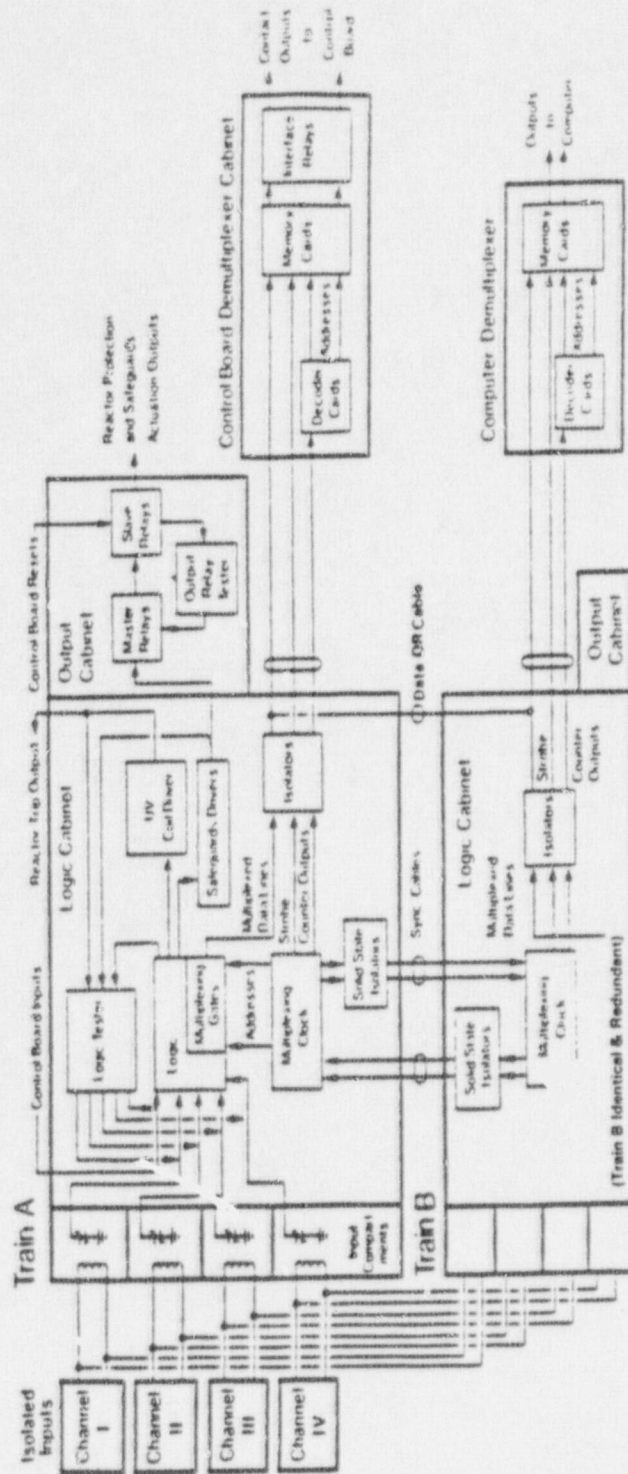 Isolated
Inputs
Channel
I
Channel
II
Channel
III
Channel
IV
Train A
Input
Compart
ments
Control Board Inputs
Reactor Trip Output
Control Board Resets
Logic Cabinet
Logic Tester
Logic
Multiplexing
Gates
Addresses
Multiplexing
Clock
UV
Coil Driver
Safeguards Drivers
Multiplexed
Data Lines
Strobe
Counter Outputs
Isolators
Solid State
Isolators
Output
Cabinet
Master
Relays
Slave
Relays
Output
Relay
Tester
Reactor Protection
and Safeguards
Actuation Outputs
Control Board Demultiplexer Cabinet
Decoder
Cards
Addresses
Memory
Cards
Interface
Relays
Contact
Outputs
to
Control
Board
Sync Cables
Data OR Cable
Train B
Logic Cabinet
Solid State
Isolators
Multiplexing
Clock
Multiplexed
Data Lines
Isolators
Strobe
Counter
Outputs
(Train B Identical & Redundant)
Output
Cabinet
Computer Demultiplexer
Decoder
Cards
Addresses
Memory
Cards
Outputs
to
Computer